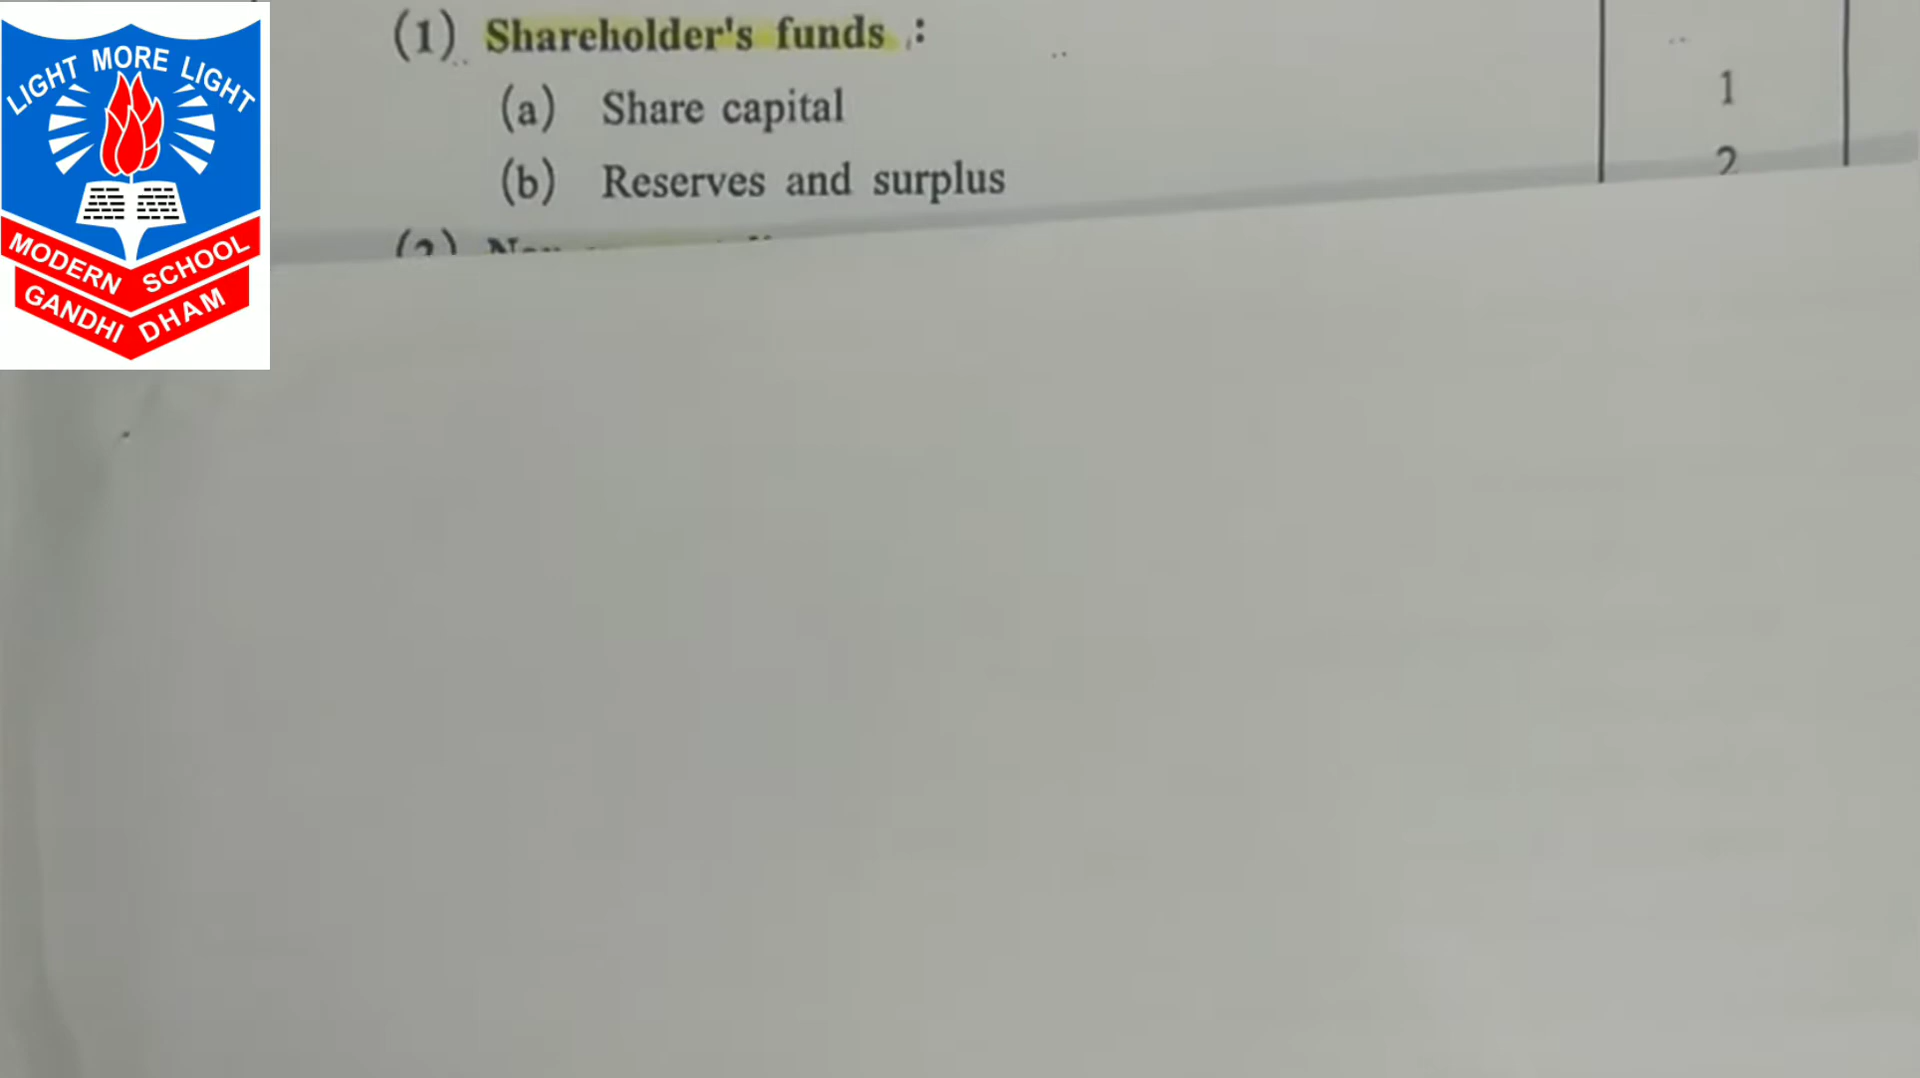 LIGHT MORE LIGHT
MODERN SCHOOL
GANDHI DHAM
(1) Shareholder's funds :
(a) Share capital 1
(b) Reserves and surplus 2